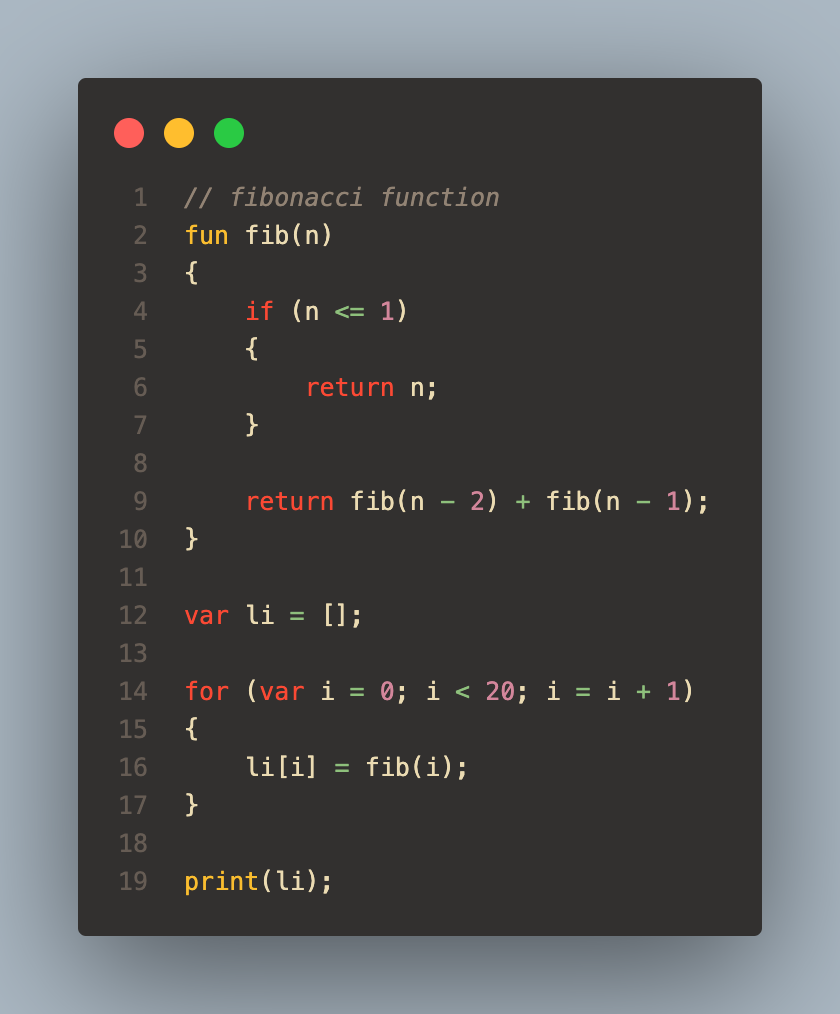 1 // fibonacci function
2 fun fib(n)
3 {
4     if (n <= 1)
5     {
6         return n;
7     }
8
9     return fib(n - 2) + fib(n - 1);
10 }
11
12 var li = [];
13
14 for (var i = 0; i < 20; i = i + 1)
15 {
16     li[i] = fib(i);
17 }
18
19 print(li);